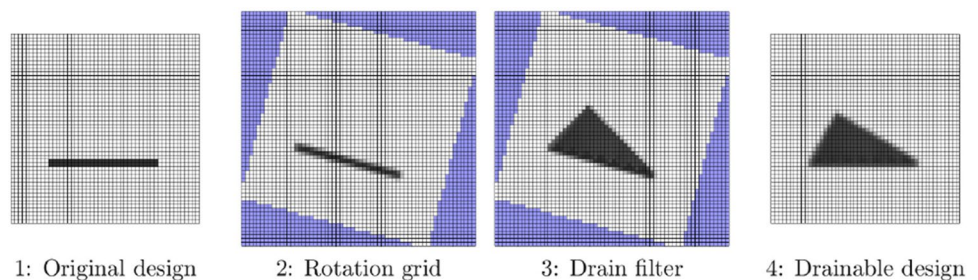 1: Original design
2: Rotation grid
3: Drain filter
4: Drainable design